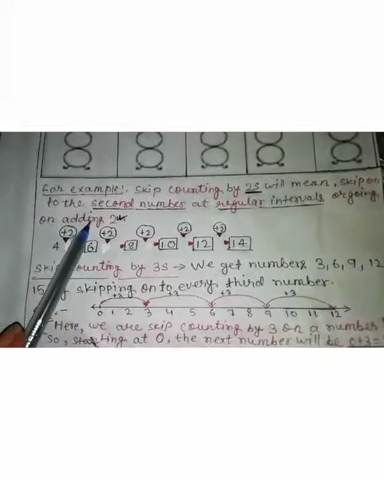 For example:- skip counting by 2s will mean, skip on
to the second number at regular intervals or going
on adding 2
+2 +2 +2 +2 +2
4 6 8 10 12 14
skip counting by 3s → We get numbers 3, 6, 9, 12
15 by skipping on to every third number.
+3 +3 +3 +3
0 1 2 3 4 5 6 7 8 9 10 11 12
Here, we are skip counting by 3 on a number
So, starting at 0, the next number will be 0+3=